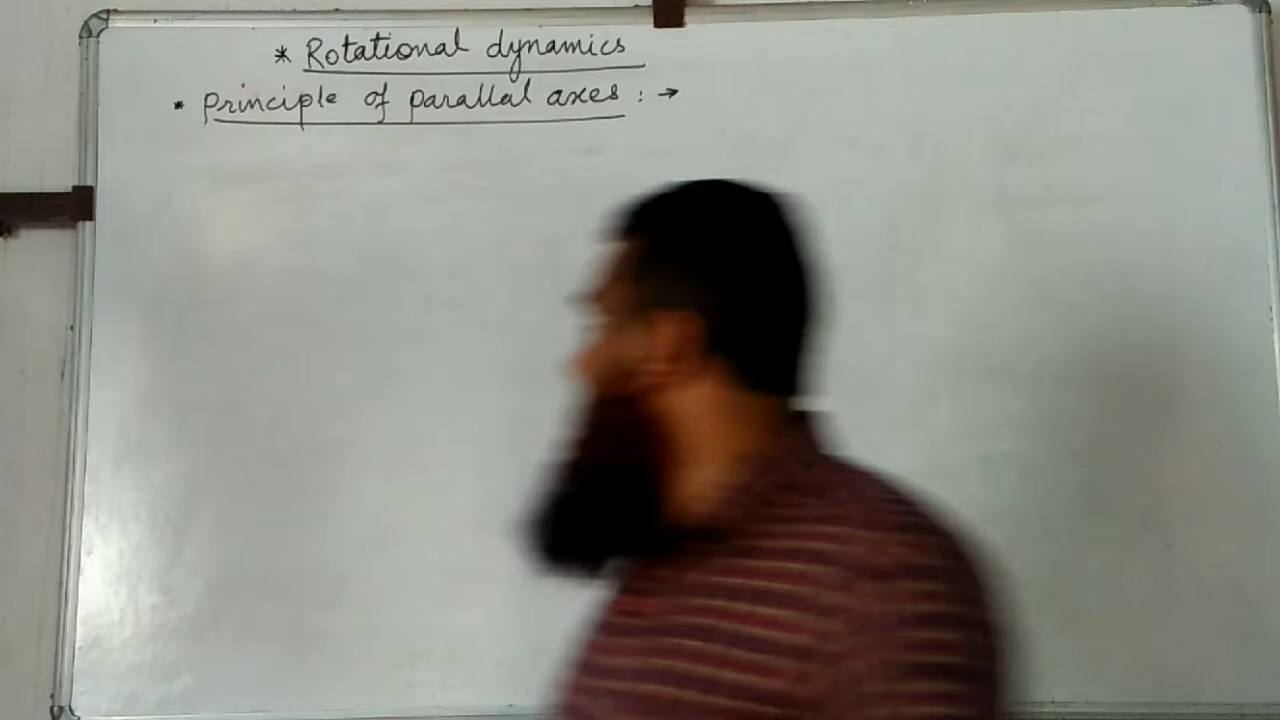 * Rotational dynamics
* Principle of parallal axes : →